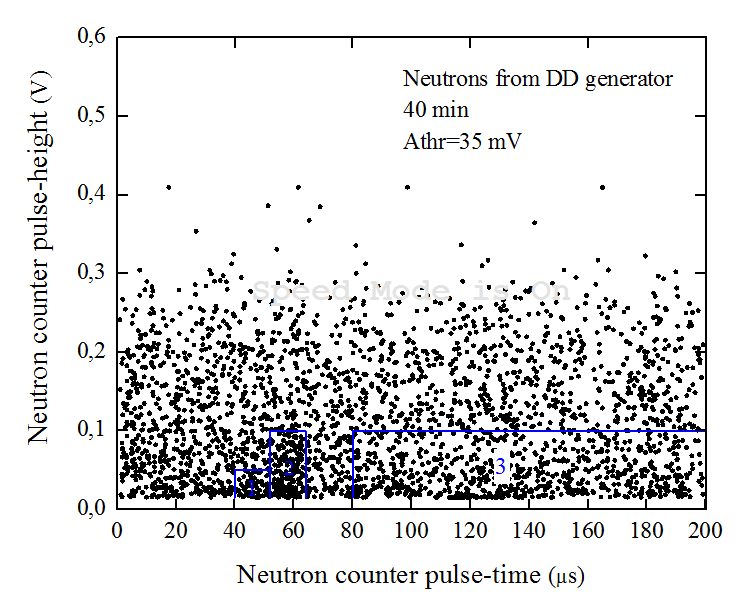 0,6
Neutrons from DD generator
0,5
40 min
Athr=35 mV
0,4
0,3
Speed Mode is On
0,2
0,1
1
2
3
0,0
0 20 40 60 80 100 120 140 160 180 200
Neutron counter pulse-time (µs)
Neutron counter pulse-height (V)